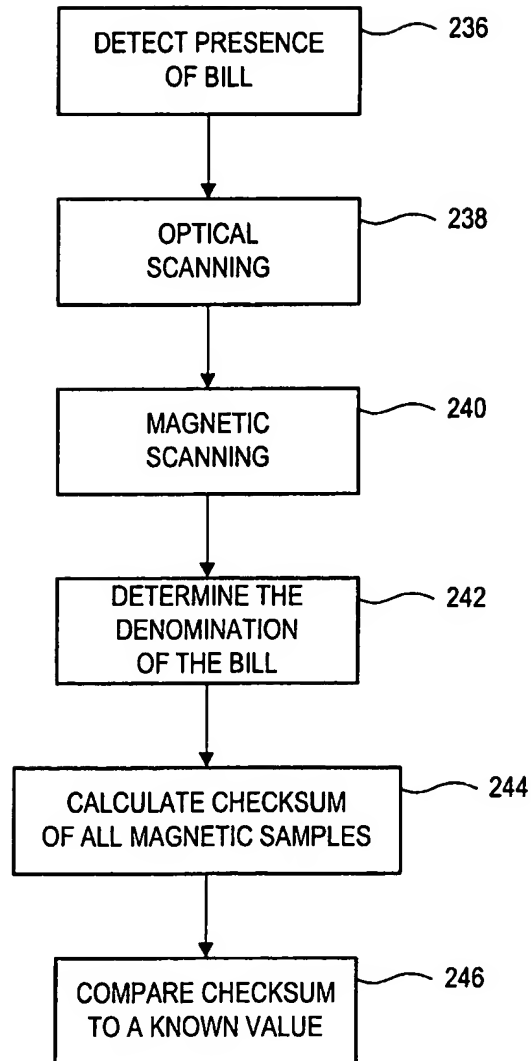 DETECT PRESENCE
OF BILL
236
OPTICAL
SCANNING
238
MAGNETIC
SCANNING
240
DETERMINE THE
DENOMINATION
OF THE BILL
242
CALCULATE CHECKSUM
OF ALL MAGNETIC SAMPLES
244
COMPARE CHECKSUM
TO A KNOWN VALUE
246